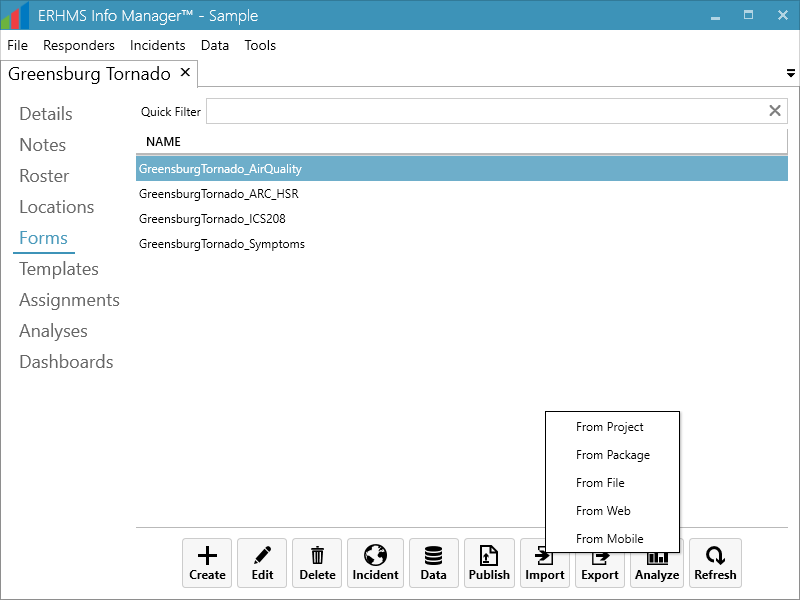 ERHMS Info Manager™ - Sample
File Responders Incidents Data Tools
Greensburg Tornado
Details
Notes
Roster
Locations
Forms
Templates
Assignments
Analyses
Dashboards
Quick Filter
NAME
GreensburgTornado_AirQuality
GreensburgTornado_ARC_HSR
GreensburgTornado_ICS208
GreensburgTornado_Symptoms
From Project
From Package
From File
From Web
From Mobile
Create Edit Delete Incident Data Publish Import Export Analyze Refresh